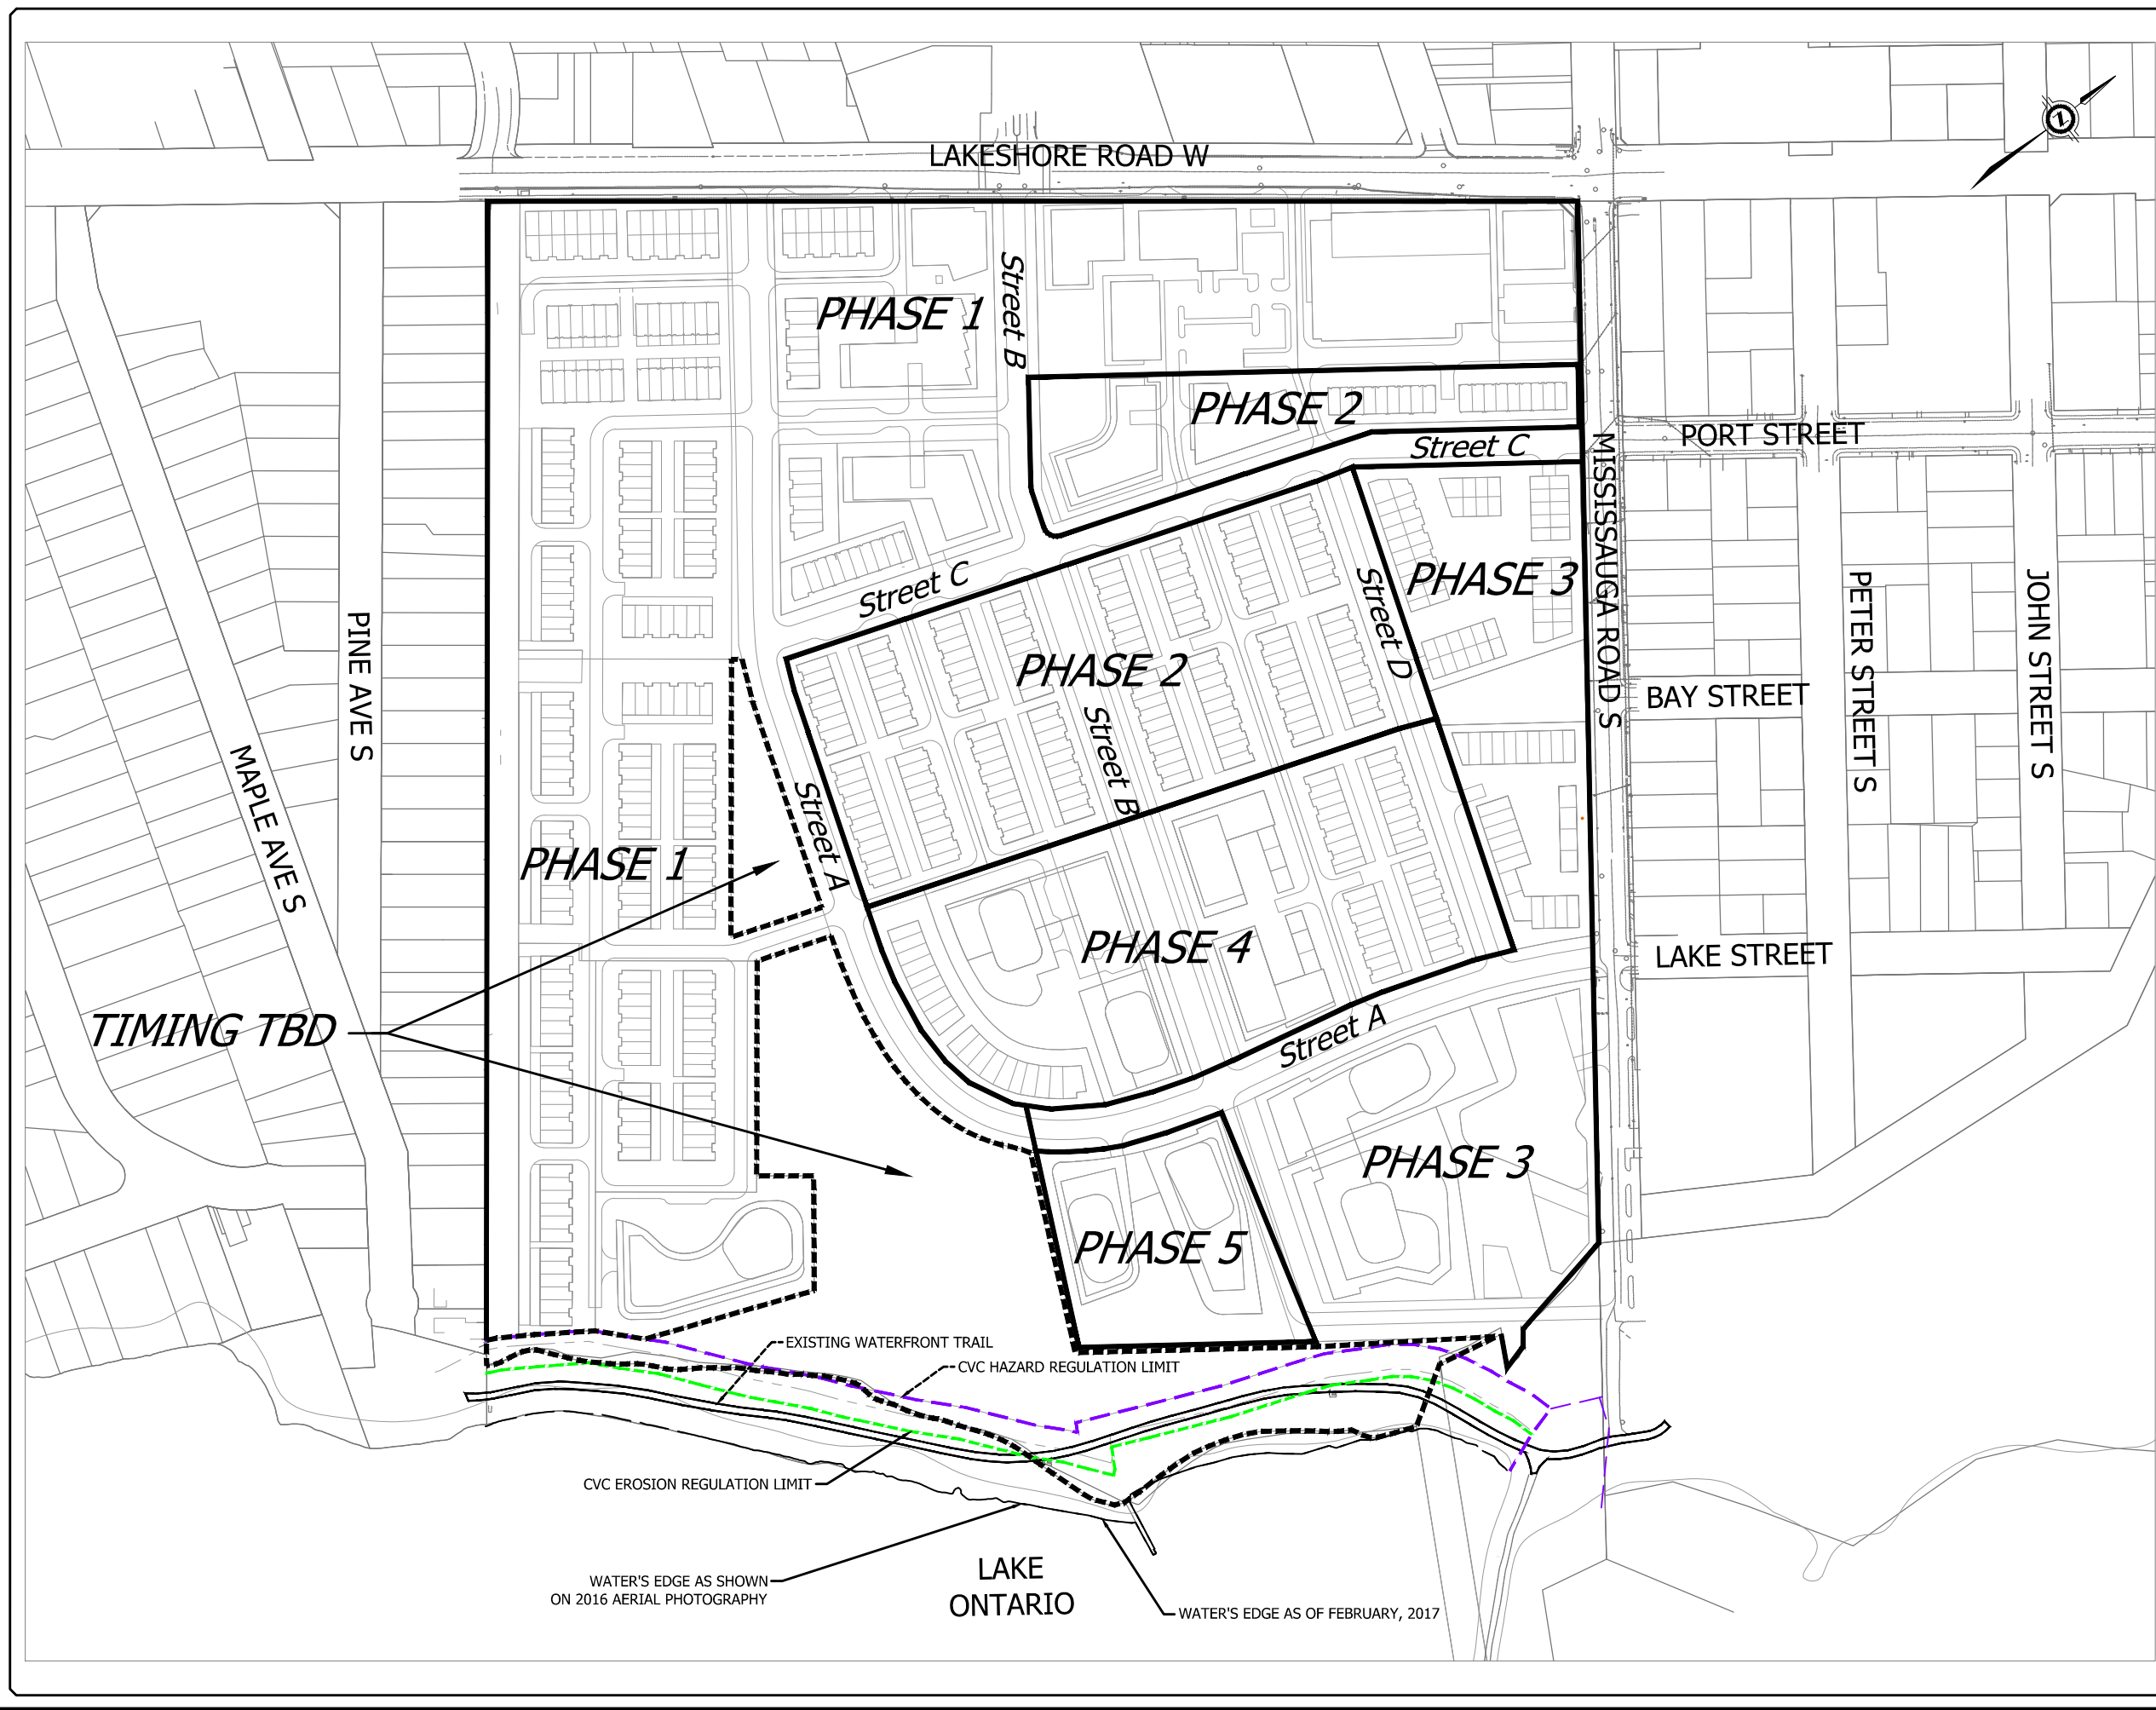 LAKESHORE ROAD W
Z
Street B
PHASE 1
PHASE 2
PORT STREET
Street C
MISSISSAUGA ROAD S
PHASE 3
Street C
Street D
PETER STREET S
JOHN STREET S
PINE AVE S
PHASE 2
BAY STREET
Street B
MAPLE AVE S
Street A
PHASE 1
PHASE 4
LAKE STREET
TIMING TBD
Street A
PHASE 3
PHASE 5
EXISTING WATERFRONT TRAIL
CVC HAZARD REGULATION LIMIT
CVC EROSION REGULATION LIMIT
LAKE
ONTARIO
WATER'S EDGE AS SHOWN
ON 2016 AERIAL PHOTOGRAPHY
WATER'S EDGE AS OF FEBRUARY, 2017